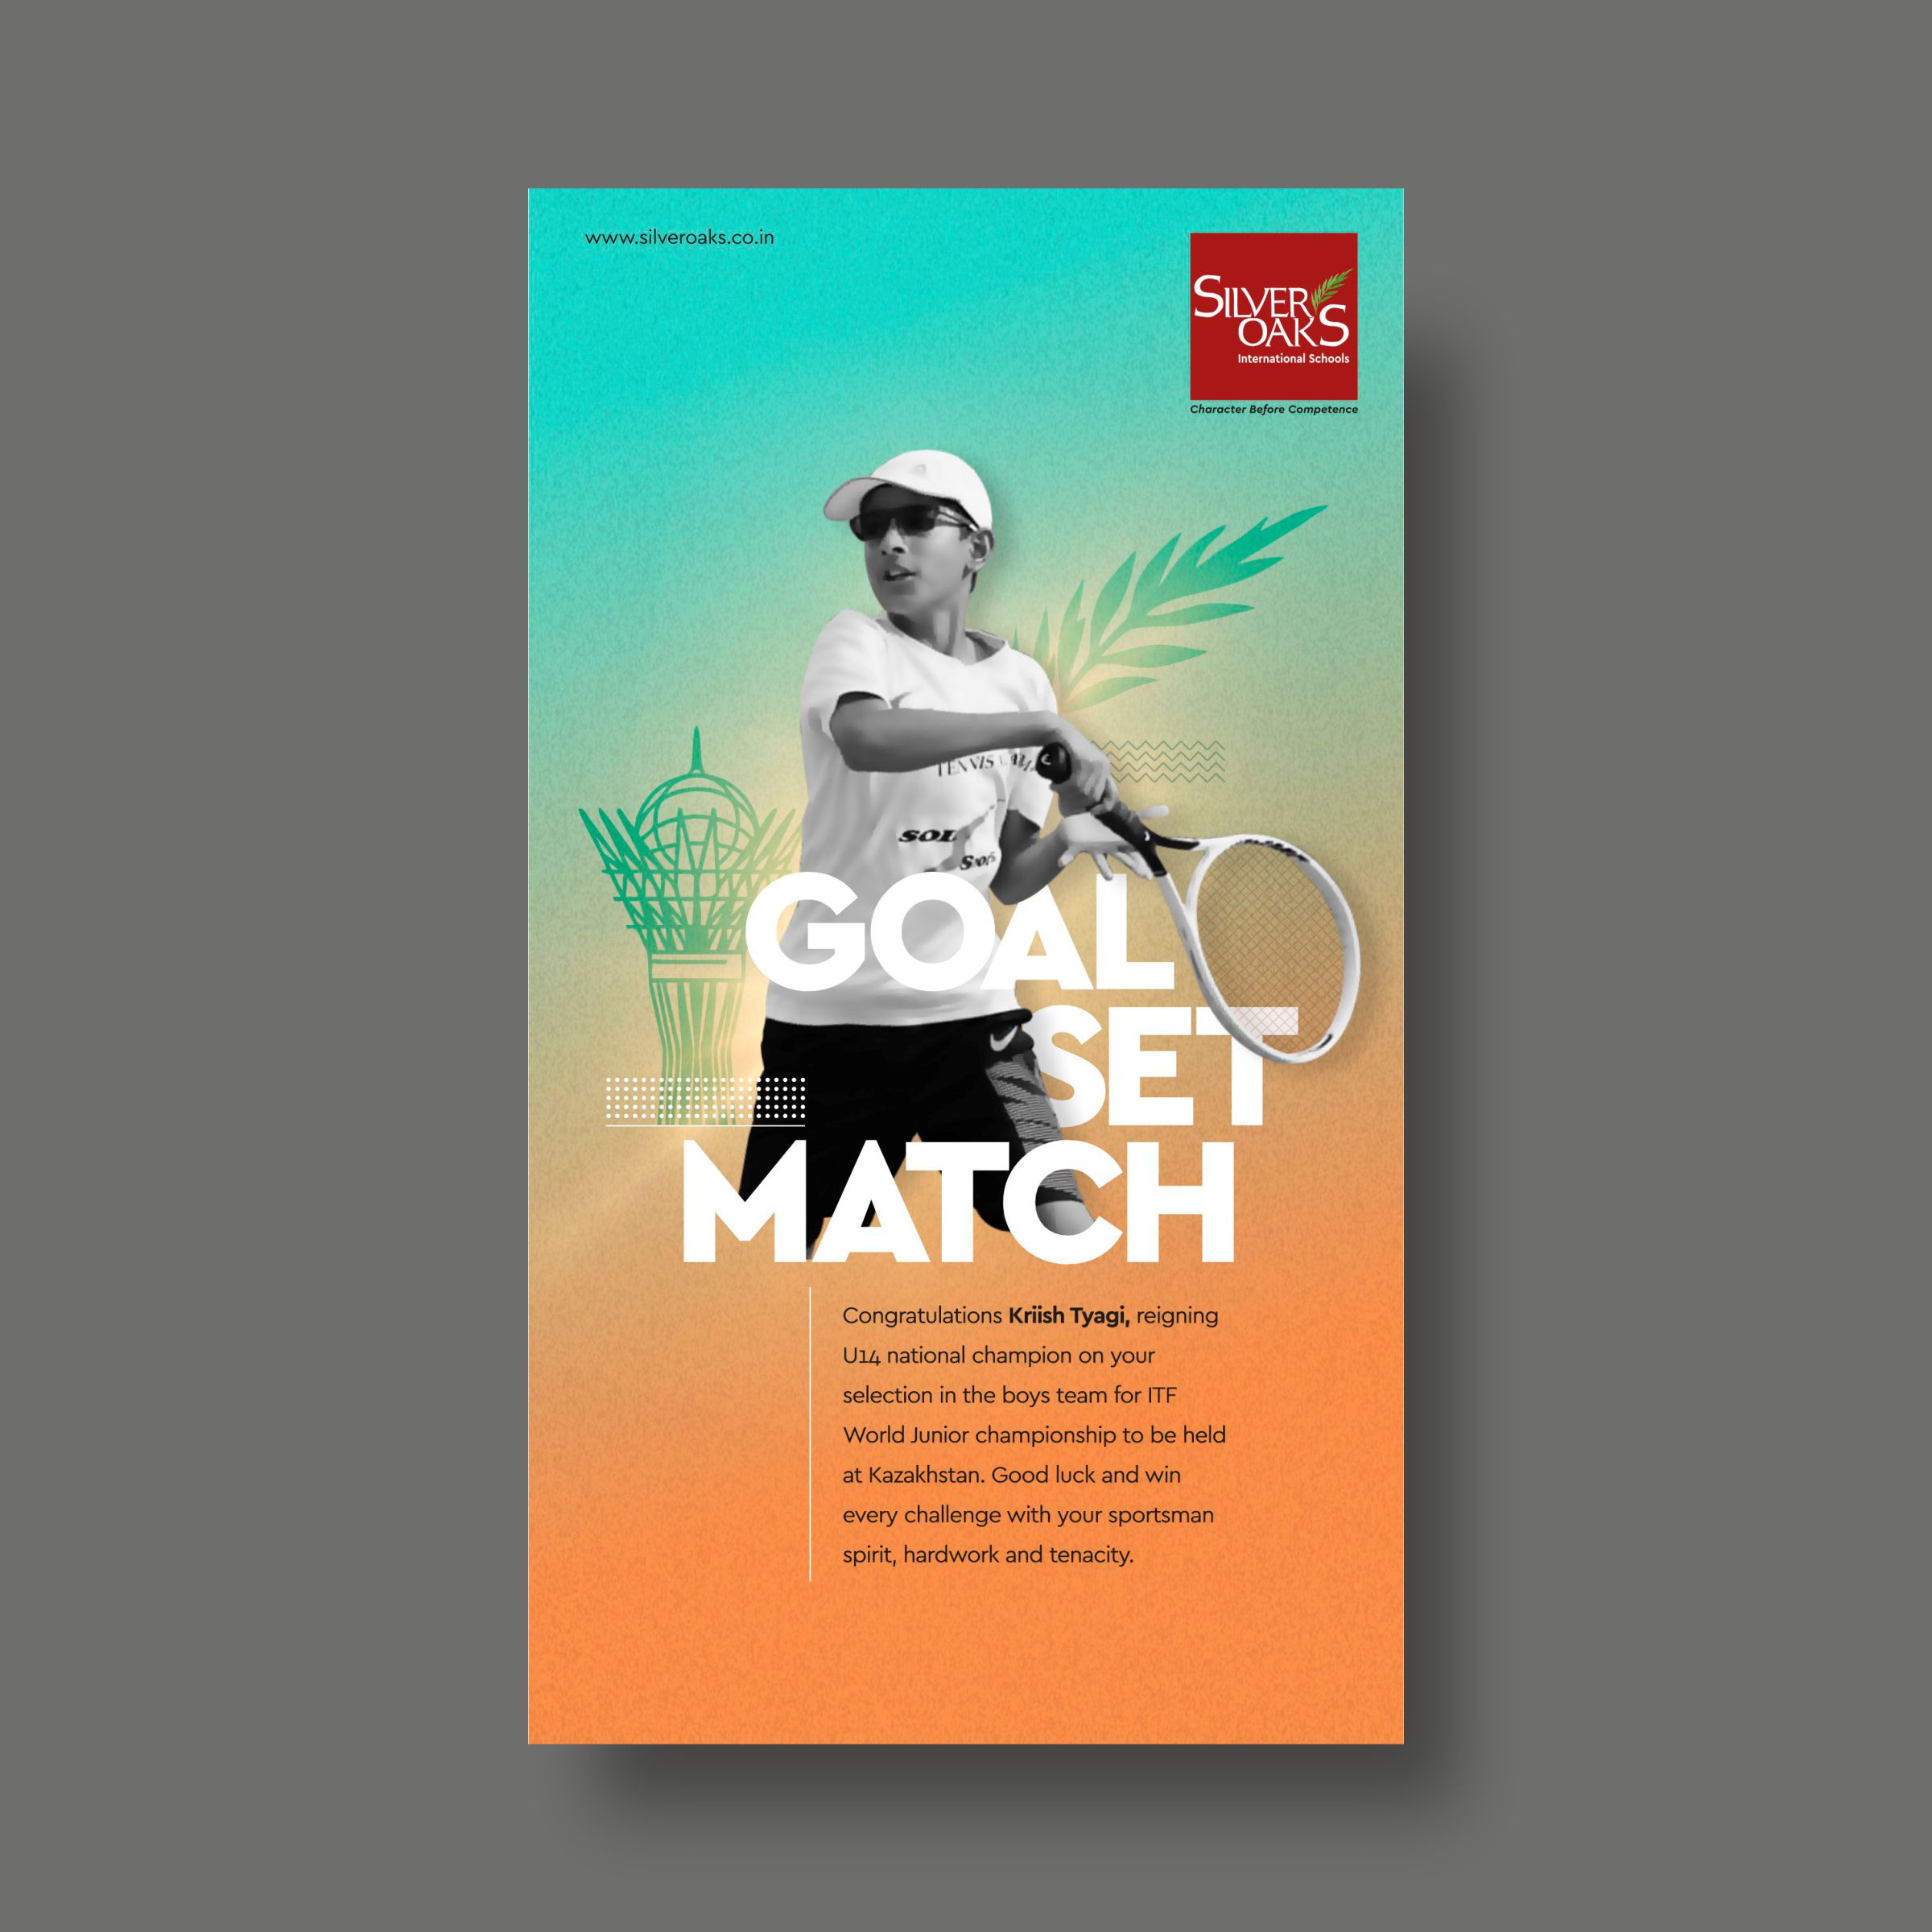 www.silveroaks.co.in
SILVER
OAKS
International Schools
Character Before Competence
TENNIS
SOL
GOAL
SET
MATCH
Congratulations Kriish Tyagi, reigning
U14 national champion on your
selection in the boys team for ITF
World Junior championship to be held
at Kazakhstan. Good luck and win
every challenge with your sportsman
spirit, hardwork and tenacity.